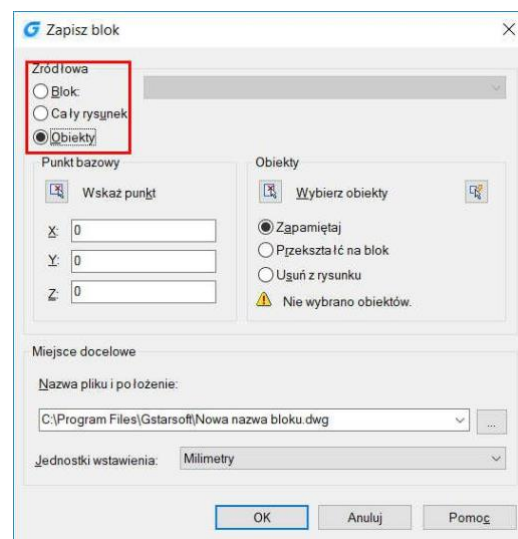 Zapisz blok
Źródłowa
Blok:
Cały rysunek
Obiekty
Punkt bazowy
Wskaż punkt
X: 0
Y: 0
Z: 0
Obiekty
Wybierz obiekty
Zapamiętaj
Przekształć na blok
Usuń z rysunku
Nie wybrano obiektów.
Miejsce docelowe
Nazwa pliku i położenie:
C:\Program Files\Gstarsoft\Nowa nazwa bloku.dwg
...
Jednostki wstawienia: Milimetry
OK Anuluj Pomoc